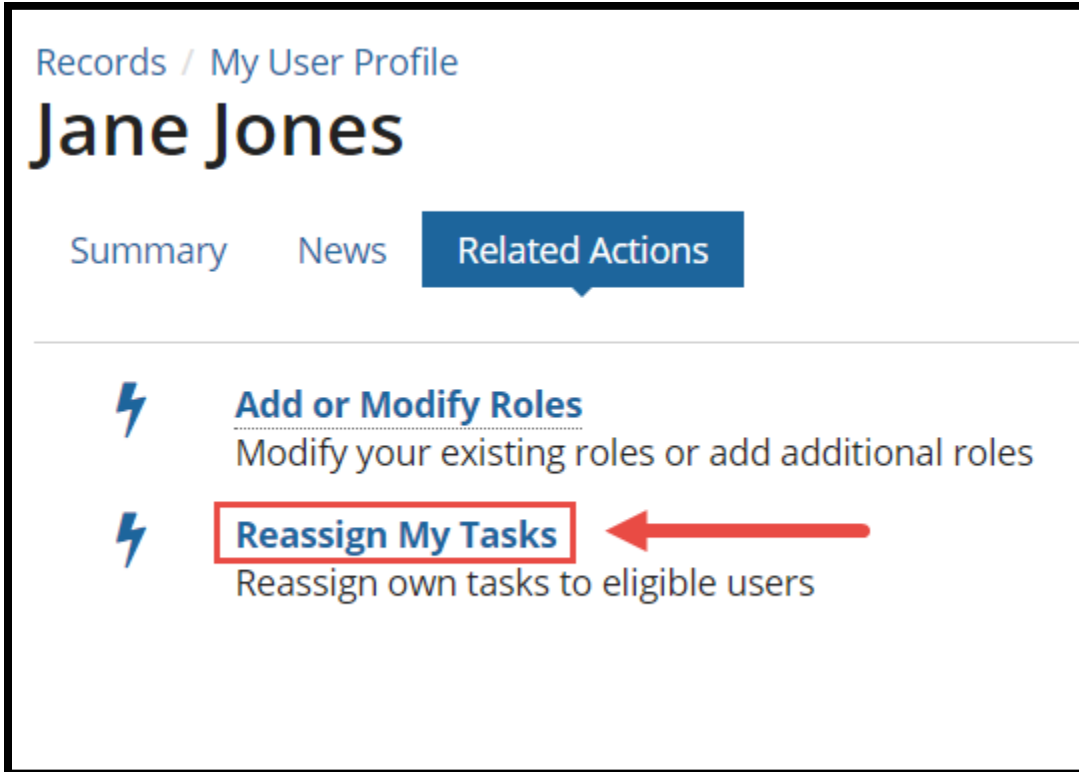 Records / My User Profile
Jane Jones
Summary News Related Actions
Add or Modify Roles
Modify your existing roles or add additional roles
Reassign My Tasks
Reassign own tasks to eligible users